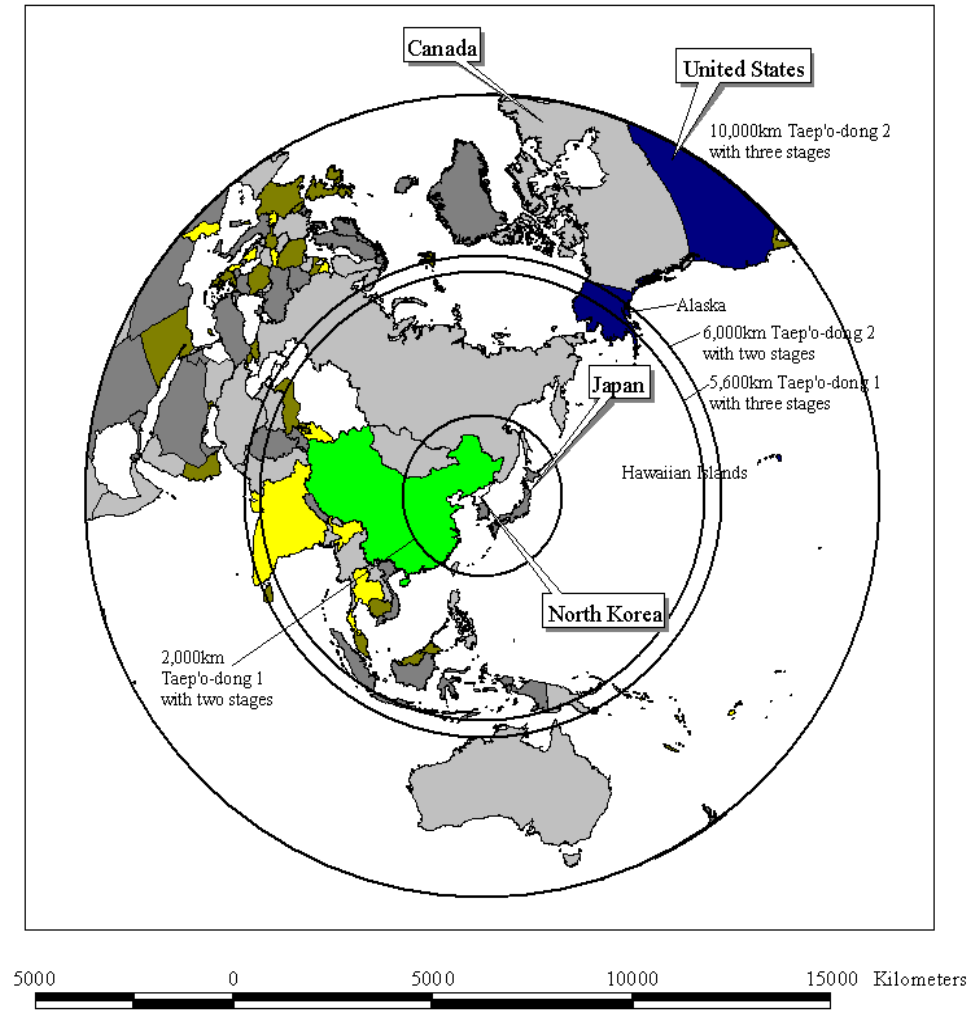 Canada
United States
10,000km Taep'o-dong 2
with three stages
Alaska
6,000km Taep'o-dong 2
with two stages
Japan
5,600km Taep'o-dong 1
with three stages
Hawaiian Islands
North Korea
2,000km
Taep'o-dong 1
with two stages
5000 0 5000 10000 15000 Kilometers